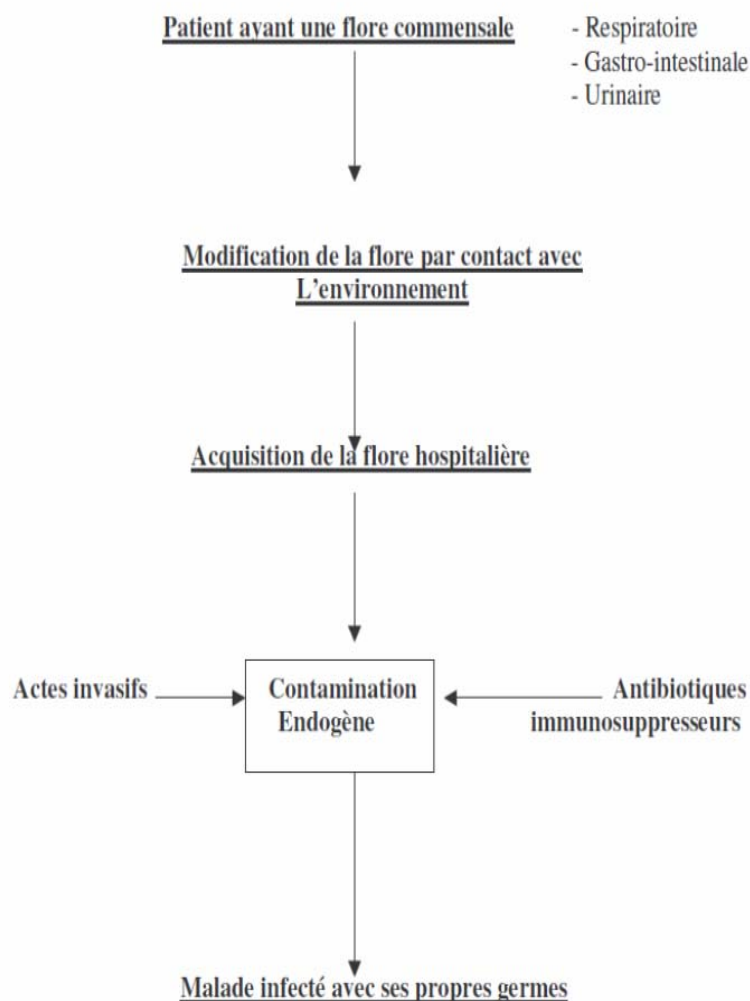 Patient ayant une flore commensale
- Respiratoire
- Gastro-intestinale
- Urinaire
Modification de la flore par contact avec
L'environnement
Acquisition de la flore hospitalière
Actes invasifs
Contamination
Endogène
Antibiotiques
immunosuppresseurs
Malade infecté avec ses propres germes